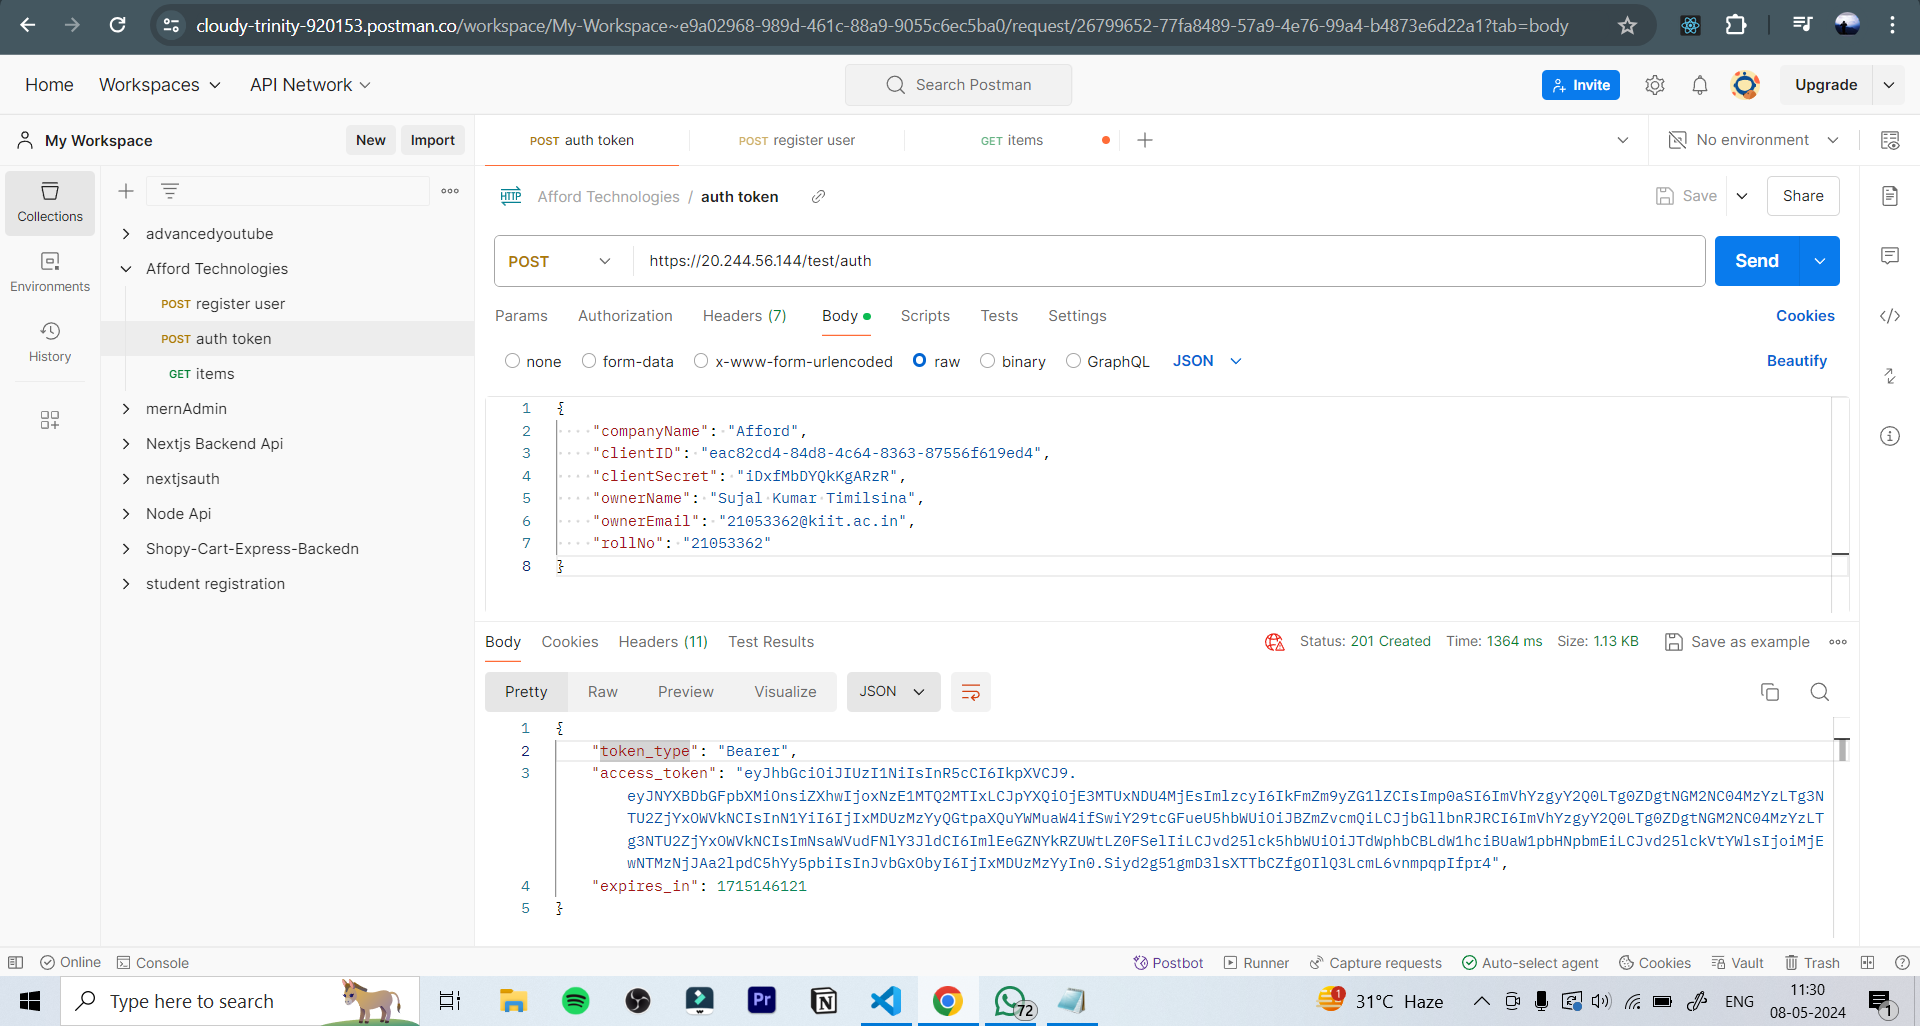 cloudy-trinity-920153.postman.co/workspace/My-Workspace~e9a02968-989d-461c-88a9-9055c6ec5ba0/request/26799652-77fa8489-57a9-4e76-99a4-b4873e6d22a1?tab=body
Home Workspaces API Network Search Postman Invite Upgrade
My Workspace New Import POST auth token POST register user GET items No environment
Collections
Environments
History
advancedyoutube
Afford Technologies
POST register user
POST auth token
GET items
mernAdmin
Nextjs Backend Api
nextjsauth
Node Api
Shopy-Cart-Express-Backedn
student registration
HTTP Afford Technologies / auth token Save Share
POST https://20.244.56.144/test/auth Send
Params Authorization Headers (7) Body Scripts Tests Settings Cookies
none form-data x-www-form-urlencoded raw binary GraphQL JSON Beautify
1 {
2 "companyName": "Afford",
3 "clientID": "eac82cd4-84d8-4c64-8363-87556f619ed4",
4 "clientSecret": "iDxfMbDYQkKgARzR",
5 "ownerName": "Sujal Kumar Timilsina",
6 "ownerEmail": "21053362@kiit.ac.in",
7 "rollNo": "21053362"
8 }
Body Cookies Headers (11) Test Results Status: 201 Created Time: 1364 ms Size: 1.13 KB Save as example
Pretty Raw Preview Visualize JSON
1 {
2 "token_type": "Bearer",
3 "access_token": "eyJhbGciOiJIUzI1NiIsInR5cCI6IkpXVCJ9.
eyJNYXBDbGFpbXMiOnsiZXhwIjoxNzE1MTQ2MTIxLCJpYXQiOjE3MTUxNDU4MjEsImlzcyI6IkFmZm9yZG1lZCIsImp0aSI6ImVhYzgyY2Q0LTg0ZDgtNGM2NC04MzYzLTg3
NTU2ZjYxOWVkNCIsInN1YiI6IjIxMDUzMzYyQGtpaXQuYWMuaW4ifSwiY29tcGFueU5hbWUiOiJBZmZvcmQiLCJjbGllbnRJRCI6ImVhYzgyY2Q0LTg0ZDgtNGM2NC04MzYzLT
g3NTU2ZjYxOWVkNCIsImNsaWVudFNlY3JldCI6ImlEeGZNYkRZUWtLZ0FSelIiLCJvd25lck5hbWUiOiJTdWphbCBLdW1hciBUaW1pbHNpbmEiLCJvd25lckVtYWlsIjoiMjE
wNTMzNjJAa2lpdC5hYy5pbiIsInJvbGxObyI6IjIxMDUzMzYyIn0.Siyd2g51gmD3lsXTTbCZfgOIlQ3LcmL6vnmpqpIfpr4",
4 "expires_in": 1715146121
5 }
Online Console Postbot Runner Capture requests Auto-select agent Cookies Vault Trash
Type here to search Pr 72 1 31°C Haze ENG 11:30
08-05-2024 1